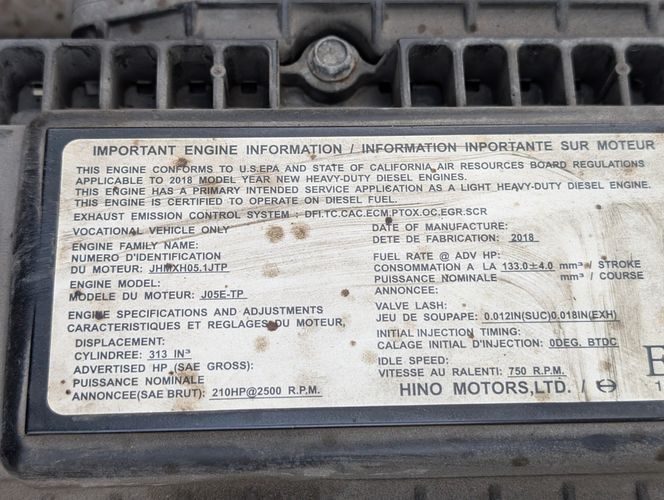 IMPORTANT ENGINE INFORMATION / INFORMATION INPORTANTE SUR MOTEUR
THIS ENGINE CONFORMS TO U.S.EPA AND STATE OF CALIFORNIA AIR RESOURCES BOARD REGULATIONS
APPLICABLE TO 2018 MODEL YEAR NEW HEAVY-DUTY DIESEL ENGINES.
THIS ENGINE HAS A PRIMARY INTENDED SERVICE APPLICATION AS A LIGHT HEAVY-DUTY DIESEL ENGINE.
THIS ENGINE IS CERTIFIED TO OPERATE ON DIESEL FUEL.
EXHAUST EMISSION CONTROL SYSTEM : DFI.TC.CAC.ECM.PTOX.OC.EGR.SCR
VOCATIONAL VEHICLE ONLY
ENGINE FAMILY NAME:
NUMERO D'IDENTIFICATION
DU MOTEUR: JHMXH05.1JTP
ENGINE MODEL:
MODELE DU MOTEUR: J05E-TP
ENGINE SPECIFICATIONS AND ADJUSTMENTS
CARACTERISTICS ET REGLAGES DU MOTEUR,
DISPLACEMENT:
CYLINDREE: 313 IN³
ADVERTISED HP (SAE GROSS):
PUISSANCE NOMINALE
ANNONCEE(SAE BRUT): 210HP@2500 R.P.M.
DATE OF MANUFACTURE:
DETE DE FABRICATION: 2018
FUEL RATE @ ADV HP:
CONSOMMATION A LA 133.0±4.0 mm³ / STROKE
PUISSANCE NOMINALE mm³ / COURSE
ANNONCEE:
VALVE LASH:
JEU DE SOUPAPE: 0.012IN(SUC)0.018IN(EXH)
INITIAL INJECTION TIMING:
CALAGE INITIAL D'INJECTION: 0DEG. BTDC
IDLE SPEED:
VITESSE AU RALENTI: 750 R.P.M.
HINO MOTORS,LTD. /